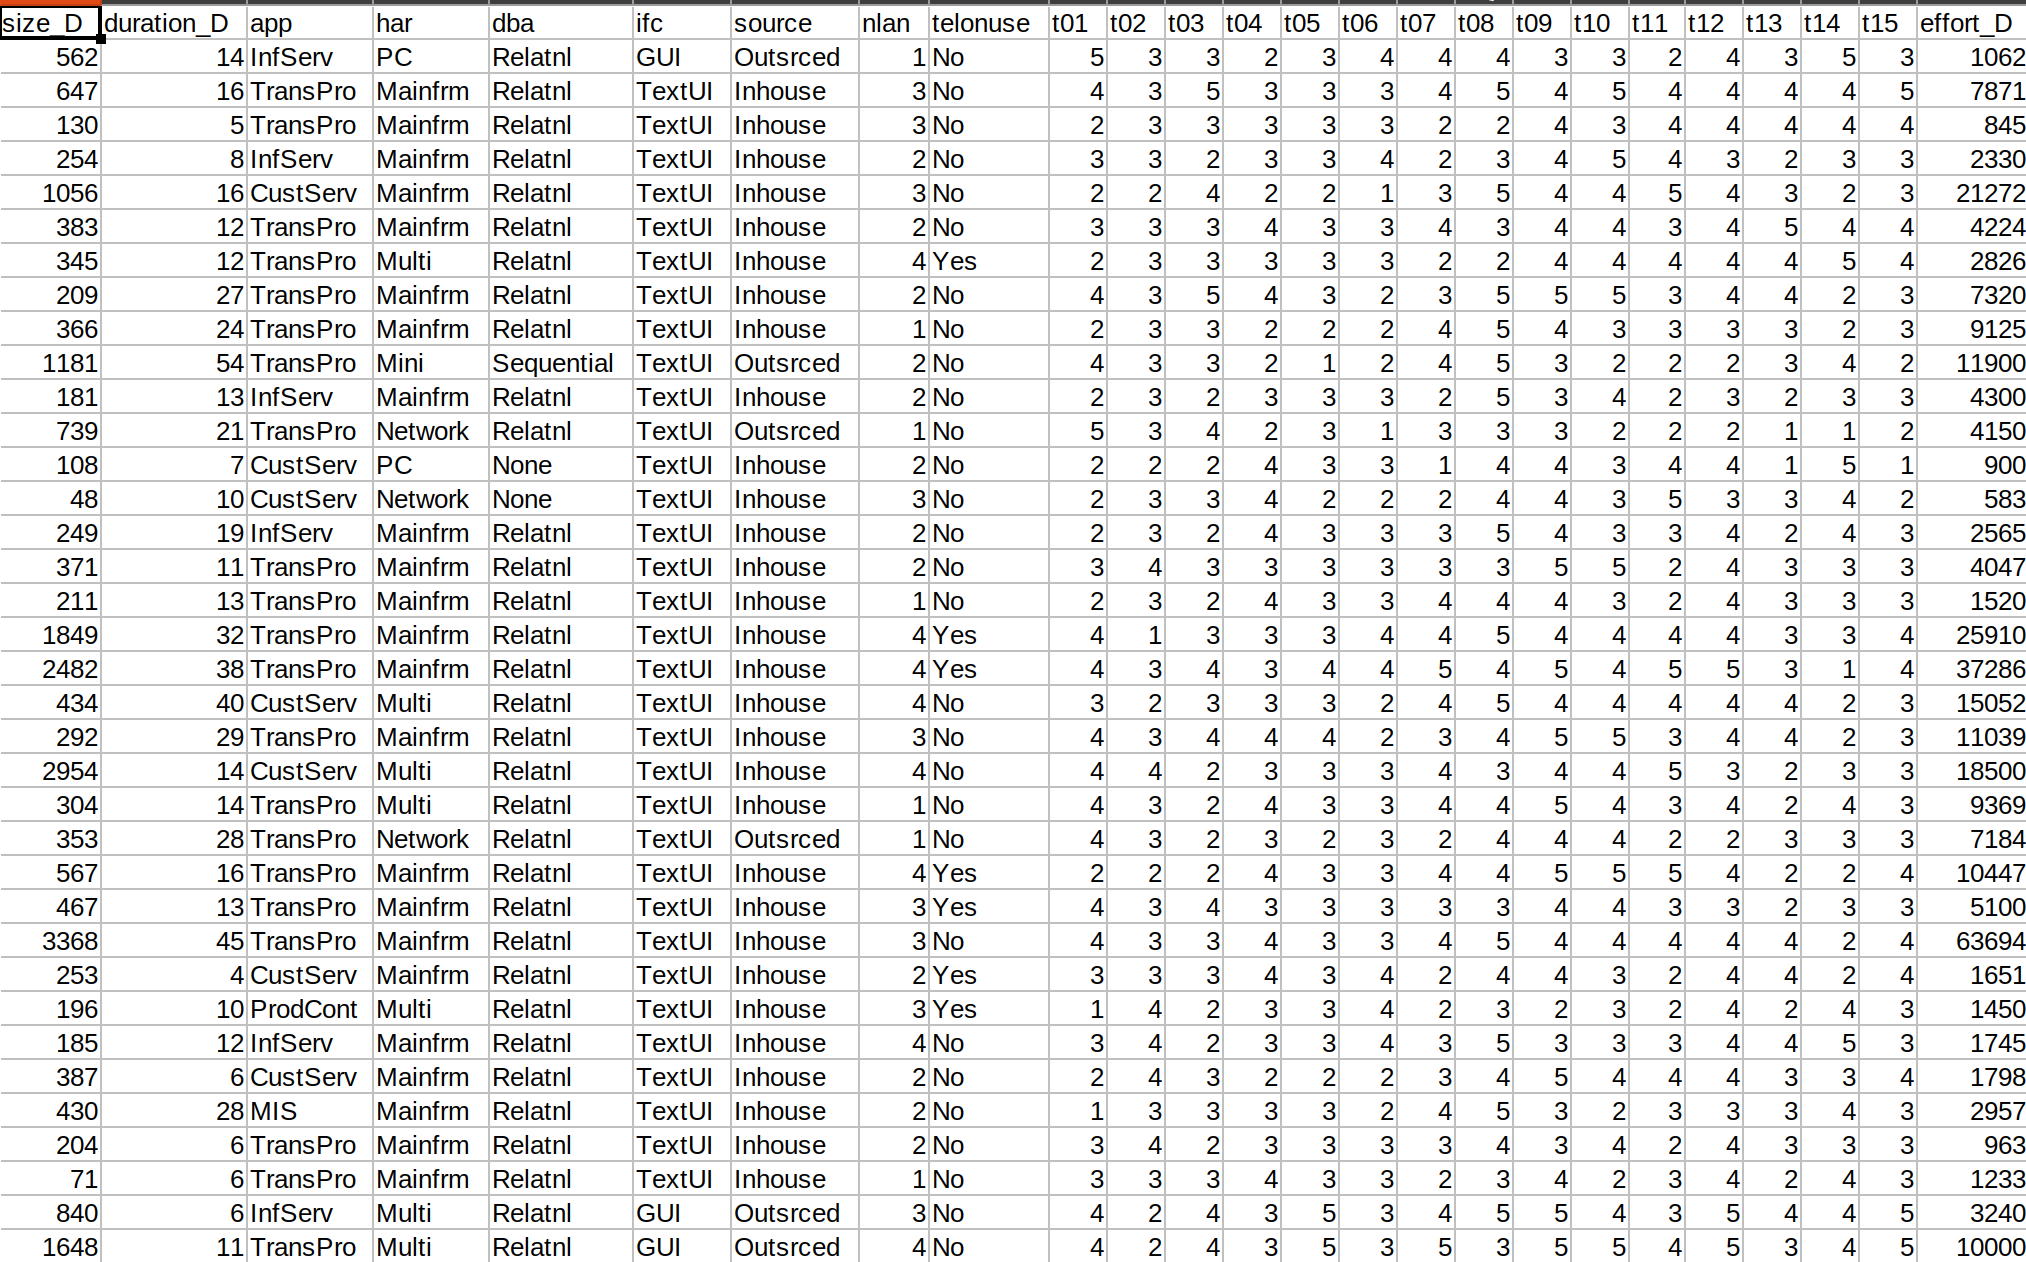 size_D duration_D app har dba ifc source nlan telonuse t01 t02 t03 t04 t05 t06 t07 t08 t09 t10 t11 t12 t13 t14 t15 effort_D
562 14 InfServ PC Relatnl GUI Outsrced 1 No 5 3 3 2 3 4 4 4 3 3 2 4 3 5 3 1062
647 16 TransPro Mainfrm Relatnl TextUI Inhouse 3 No 4 3 5 3 3 3 4 5 4 5 4 4 4 4 5 7871
130 5 TransPro Mainfrm Relatnl TextUI Inhouse 3 No 2 3 3 3 3 3 2 2 4 3 4 4 4 4 4 845
254 8 InfServ Mainfrm Relatnl TextUI Inhouse 2 No 3 3 2 3 3 4 2 3 4 5 4 3 2 3 3 2330
1056 16 CustServ Mainfrm Relatnl TextUI Inhouse 3 No 2 2 4 2 2 1 3 5 4 4 5 4 3 2 3 21272
383 12 TransPro Mainfrm Relatnl TextUI Inhouse 2 No 3 3 3 4 3 3 4 3 4 4 3 4 5 4 4 4224
345 12 TransPro Multi Relatnl TextUI Inhouse 4 Yes 2 3 3 3 3 3 2 2 4 4 4 4 4 5 4 2826
209 27 TransPro Mainfrm Relatnl TextUI Inhouse 2 No 4 3 5 4 3 2 3 5 5 5 3 4 4 2 3 7320
366 24 TransPro Mainfrm Relatnl TextUI Inhouse 1 No 2 3 3 2 2 2 4 5 4 3 3 3 3 2 3 9125
1181 54 TransPro Mini Sequential TextUI Outsrced 2 No 4 3 3 2 1 2 4 5 3 2 2 2 3 4 2 11900
181 13 InfServ Mainfrm Relatnl TextUI Inhouse 2 No 2 3 2 3 3 3 2 5 3 4 2 3 2 3 3 4300
739 21 TransPro Network Relatnl TextUI Outsrced 1 No 5 3 4 2 3 1 3 3 3 2 2 2 1 1 2 4150
108 7 CustServ PC None TextUI Inhouse 2 No 2 2 2 4 3 3 1 4 4 3 4 4 1 5 1 900
48 10 CustServ Network None TextUI Inhouse 3 No 2 3 3 4 2 2 2 4 4 3 5 3 3 4 2 583
249 19 InfServ Mainfrm Relatnl TextUI Inhouse 2 No 2 3 2 4 3 3 3 5 4 3 3 4 2 4 3 2565
371 11 TransPro Mainfrm Relatnl TextUI Inhouse 2 No 3 4 3 3 3 3 3 3 5 5 2 4 3 3 3 4047
211 13 TransPro Mainfrm Relatnl TextUI Inhouse 1 No 2 3 2 4 3 3 4 4 4 3 2 4 3 3 3 1520
1849 32 TransPro Mainfrm Relatnl TextUI Inhouse 4 Yes 4 1 3 3 3 4 4 5 4 4 4 4 3 3 4 25910
2482 38 TransPro Mainfrm Relatnl TextUI Inhouse 4 Yes 4 3 4 3 4 4 5 4 5 4 5 5 3 1 4 37286
434 40 CustServ Multi Relatnl TextUI Inhouse 4 No 3 2 3 3 3 2 4 5 4 4 4 4 4 2 3 15052
292 29 TransPro Mainfrm Relatnl TextUI Inhouse 3 No 4 3 4 4 4 2 3 4 5 5 3 4 4 2 3 11039
2954 14 CustServ Multi Relatnl TextUI Inhouse 4 No 4 4 2 3 3 3 4 3 4 4 5 3 2 3 3 18500
304 14 TransPro Multi Relatnl TextUI Inhouse 1 No 4 3 2 4 3 3 4 4 5 4 3 4 2 4 3 9369
353 28 TransPro Network Relatnl TextUI Outsrced 1 No 4 3 2 3 2 3 2 4 4 4 2 2 3 3 3 7184
567 16 TransPro Mainfrm Relatnl TextUI Inhouse 4 Yes 2 2 2 4 3 3 4 4 5 5 5 4 2 2 4 10447
467 13 TransPro Mainfrm Relatnl TextUI Inhouse 3 Yes 4 3 4 3 3 3 3 3 4 4 3 3 2 3 3 5100
3368 45 TransPro Mainfrm Relatnl TextUI Inhouse 3 No 4 3 3 4 3 3 4 5 4 4 4 4 4 2 4 63694
253 4 CustServ Mainfrm Relatnl TextUI Inhouse 2 Yes 3 3 3 4 3 4 2 4 4 3 2 4 4 2 4 1651
196 10 ProdCont Multi Relatnl TextUI Inhouse 3 Yes 1 4 2 3 3 4 2 3 2 3 2 4 2 4 3 1450
185 12 InfServ Mainfrm Relatnl TextUI Inhouse 4 No 3 4 2 3 3 4 3 5 3 3 3 4 4 5 3 1745
387 6 CustServ Mainfrm Relatnl TextUI Inhouse 2 No 2 4 3 2 2 2 3 4 5 4 4 4 3 3 4 1798
430 28 MIS Mainfrm Relatnl TextUI Inhouse 2 No 1 3 3 3 3 2 4 5 3 2 3 3 3 4 3 2957
204 6 TransPro Mainfrm Relatnl TextUI Inhouse 2 No 3 4 2 3 3 3 3 4 3 4 2 4 3 3 3 963
71 6 TransPro Mainfrm Relatnl TextUI Inhouse 1 No 3 3 3 4 3 3 2 3 4 2 3 4 2 4 3 1233
840 6 InfServ Multi Relatnl GUI Outsrced 3 No 4 2 4 3 5 3 4 5 5 4 3 5 4 4 5 3240
1648 11 TransPro Multi Relatnl GUI Outsrced 4 No 4 2 4 3 5 3 5 3 5 5 4 5 3 4 5 10000